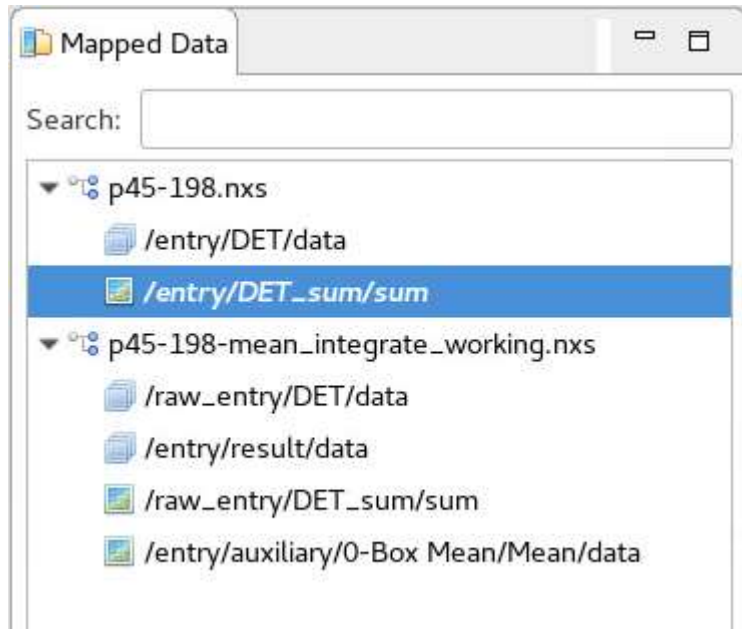 Mapped Data
Search:
p45-198.nxs
/entry/DET/data
/entry/DET_sum/sum
p45-198-mean_integrate_working.nxs
/raw_entry/DET/data
/entry/result/data
/raw_entry/DET_sum/sum
/entry/auxiliary/0-Box Mean/Mean/data